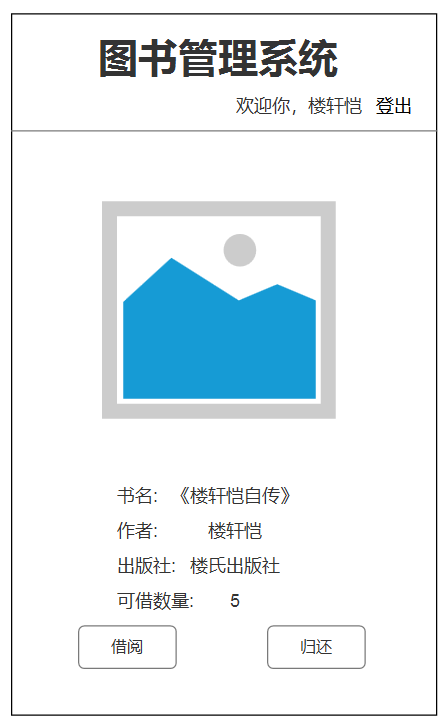 图书管理系统
欢迎你，楼轩恺 登出
书名: 《楼轩恺自传》
作者: 楼轩恺
出版社: 楼氏出版社
可借数量: 5
借阅 归还